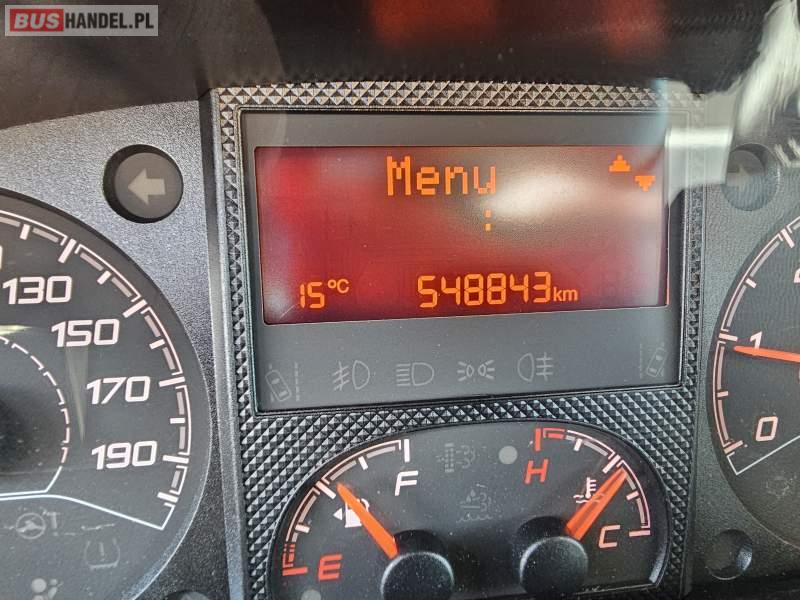 BUSHANDEL.PL
Menu
:
15°C 548843km
130
150
170
190
1
0
F
H
E
C